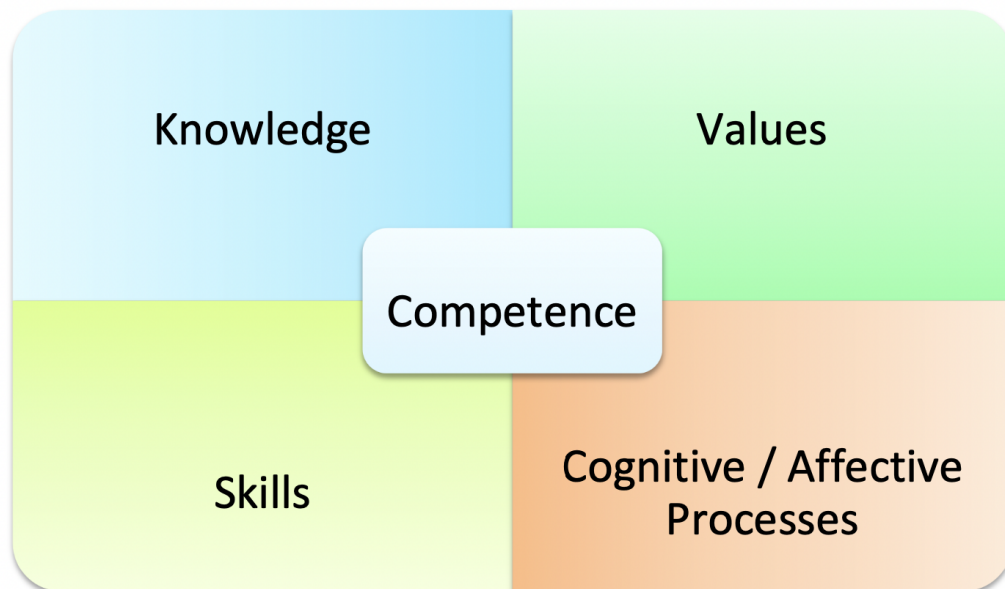 Knowledge
Values
Competence
Skills
Cognitive / Affective
Processes